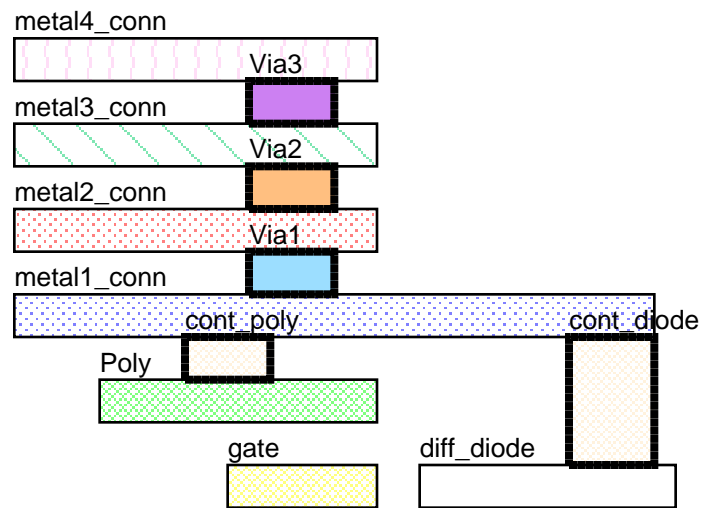 metal4_conn
Via3
metal3_conn
Via2
metal2_conn
Via1
metal1_conn
cont_poly
cont_diode
Poly
gate
diff_diode